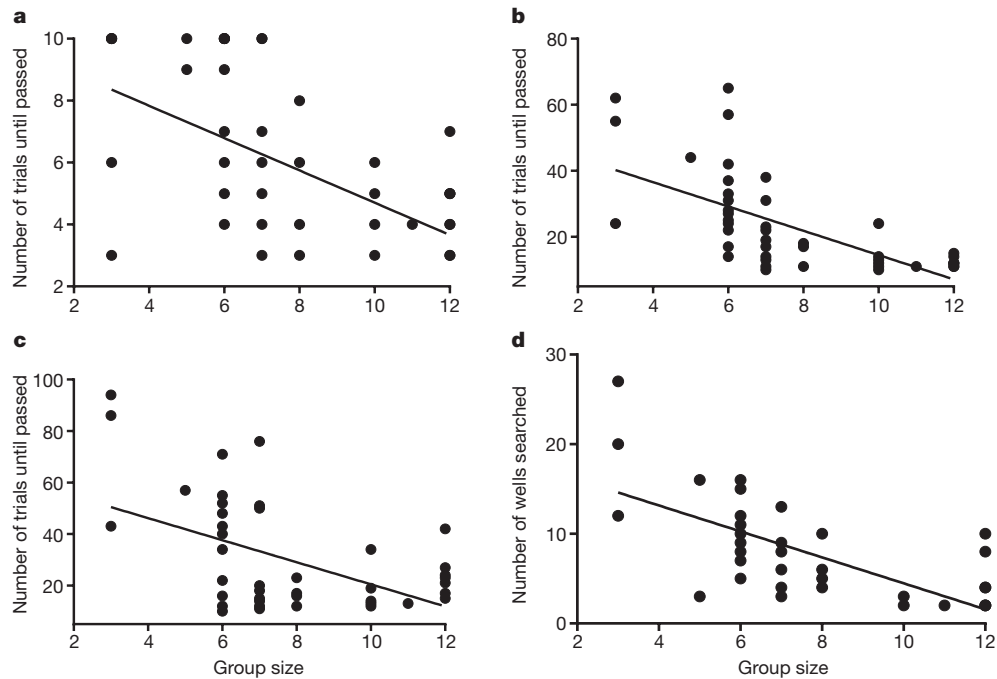 a
Number of trials until passed
10
8
6
4
2
2 4 6 8 10 12
b
Number of trials until passed
80
60
40
20
2 4 6 8 10 12
c
Number of trials until passed
100
80
60
40
20
2 4 6 8 10 12
Group size
d
Number of wells searched
30
20
10
0
2 4 6 8 10 12
Group size